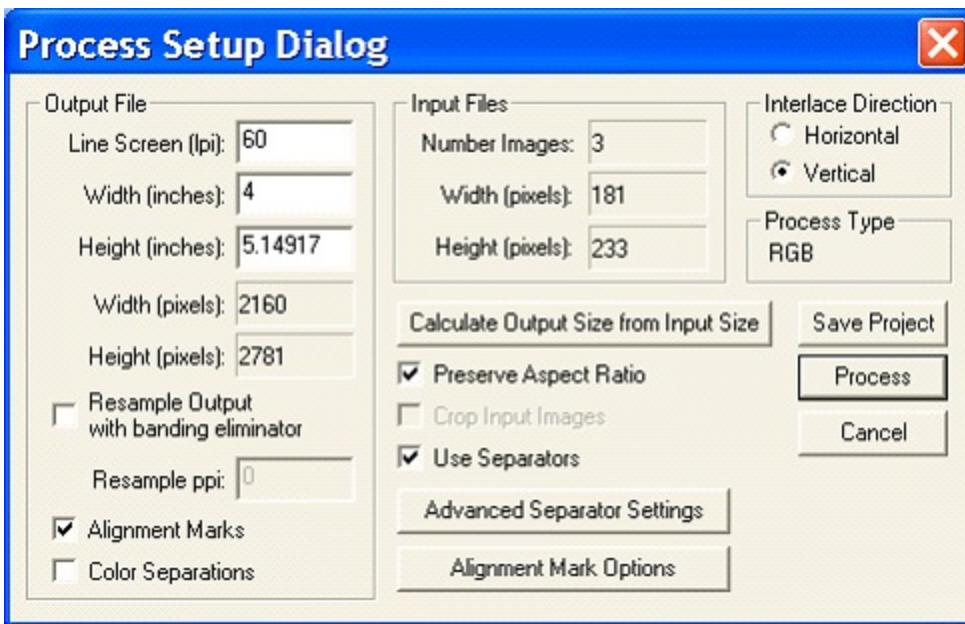 Process Setup Dialog
Output File
Line Screen (lpi): 60
Width (inches): 4
Height (inches): 5.14917
Width (pixels): 2160
Height (pixels): 2781
Resample Output
with banding eliminator
Resample ppi: 0
Alignment Marks
Color Separations
Input Files
Number Images: 3
Width (pixels): 181
Height (pixels): 233
Calculate Output Size from Input Size
Preserve Aspect Ratio
Crop Input Images
Use Separators
Advanced Separator Settings
Alignment Mark Options
Interlace Direction
Horizontal
Vertical
Process Type
RGB
Save Project
Process
Cancel